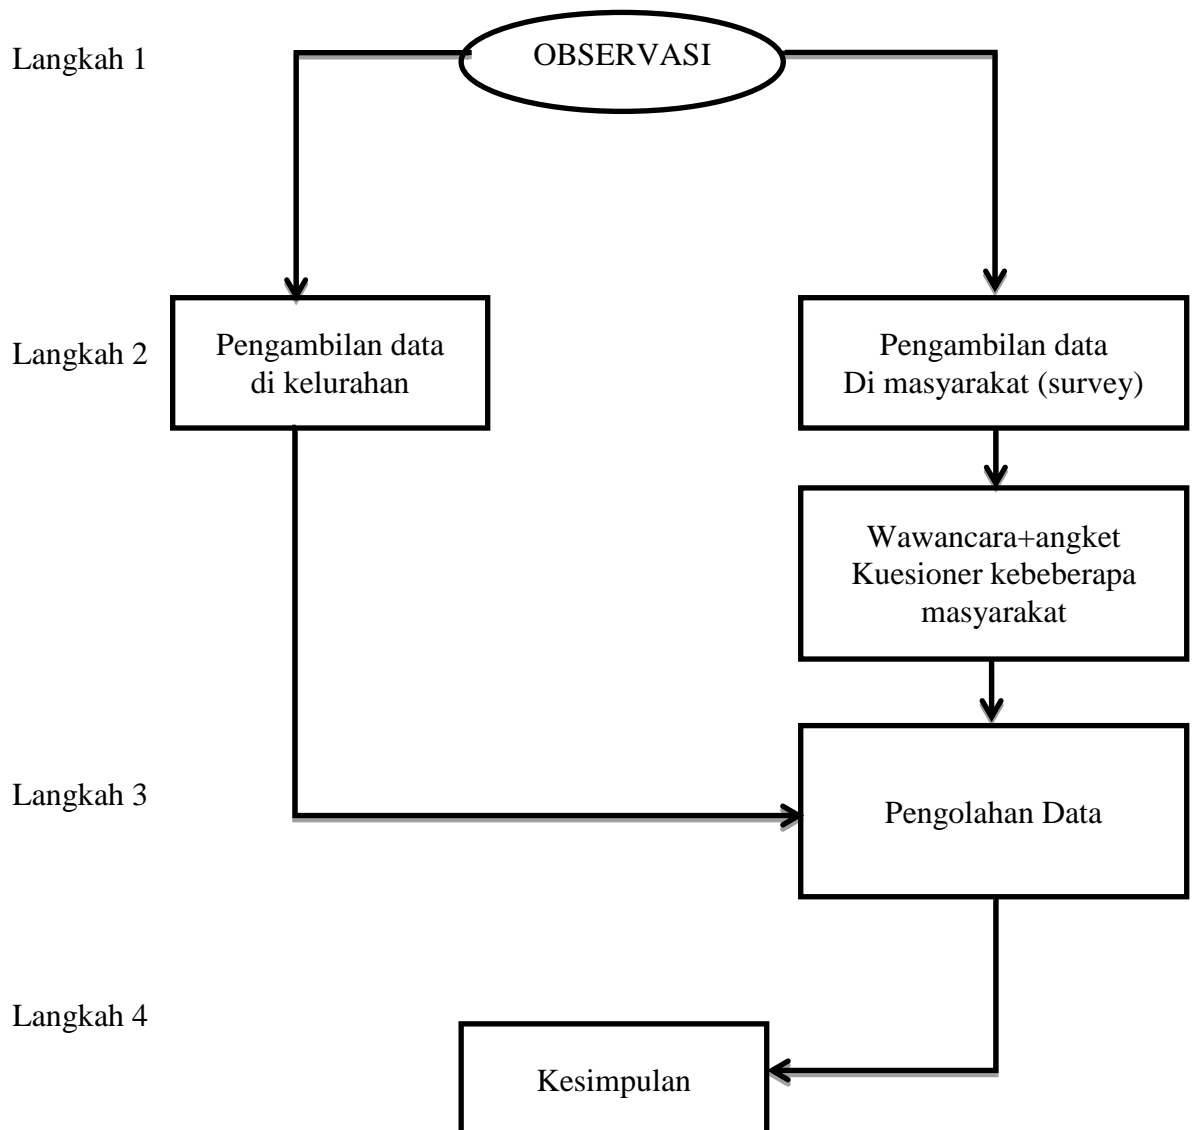 Langkah 1
OBSERVASI
Langkah 2
Pengambilan data
di kelurahan
Pengambilan data
Di masyarakat (survey)
Wawancara+angket
Kuesioner kebeberapa
masyarakat
Langkah 3
Pengolahan Data
Langkah 4
Kesimpulan